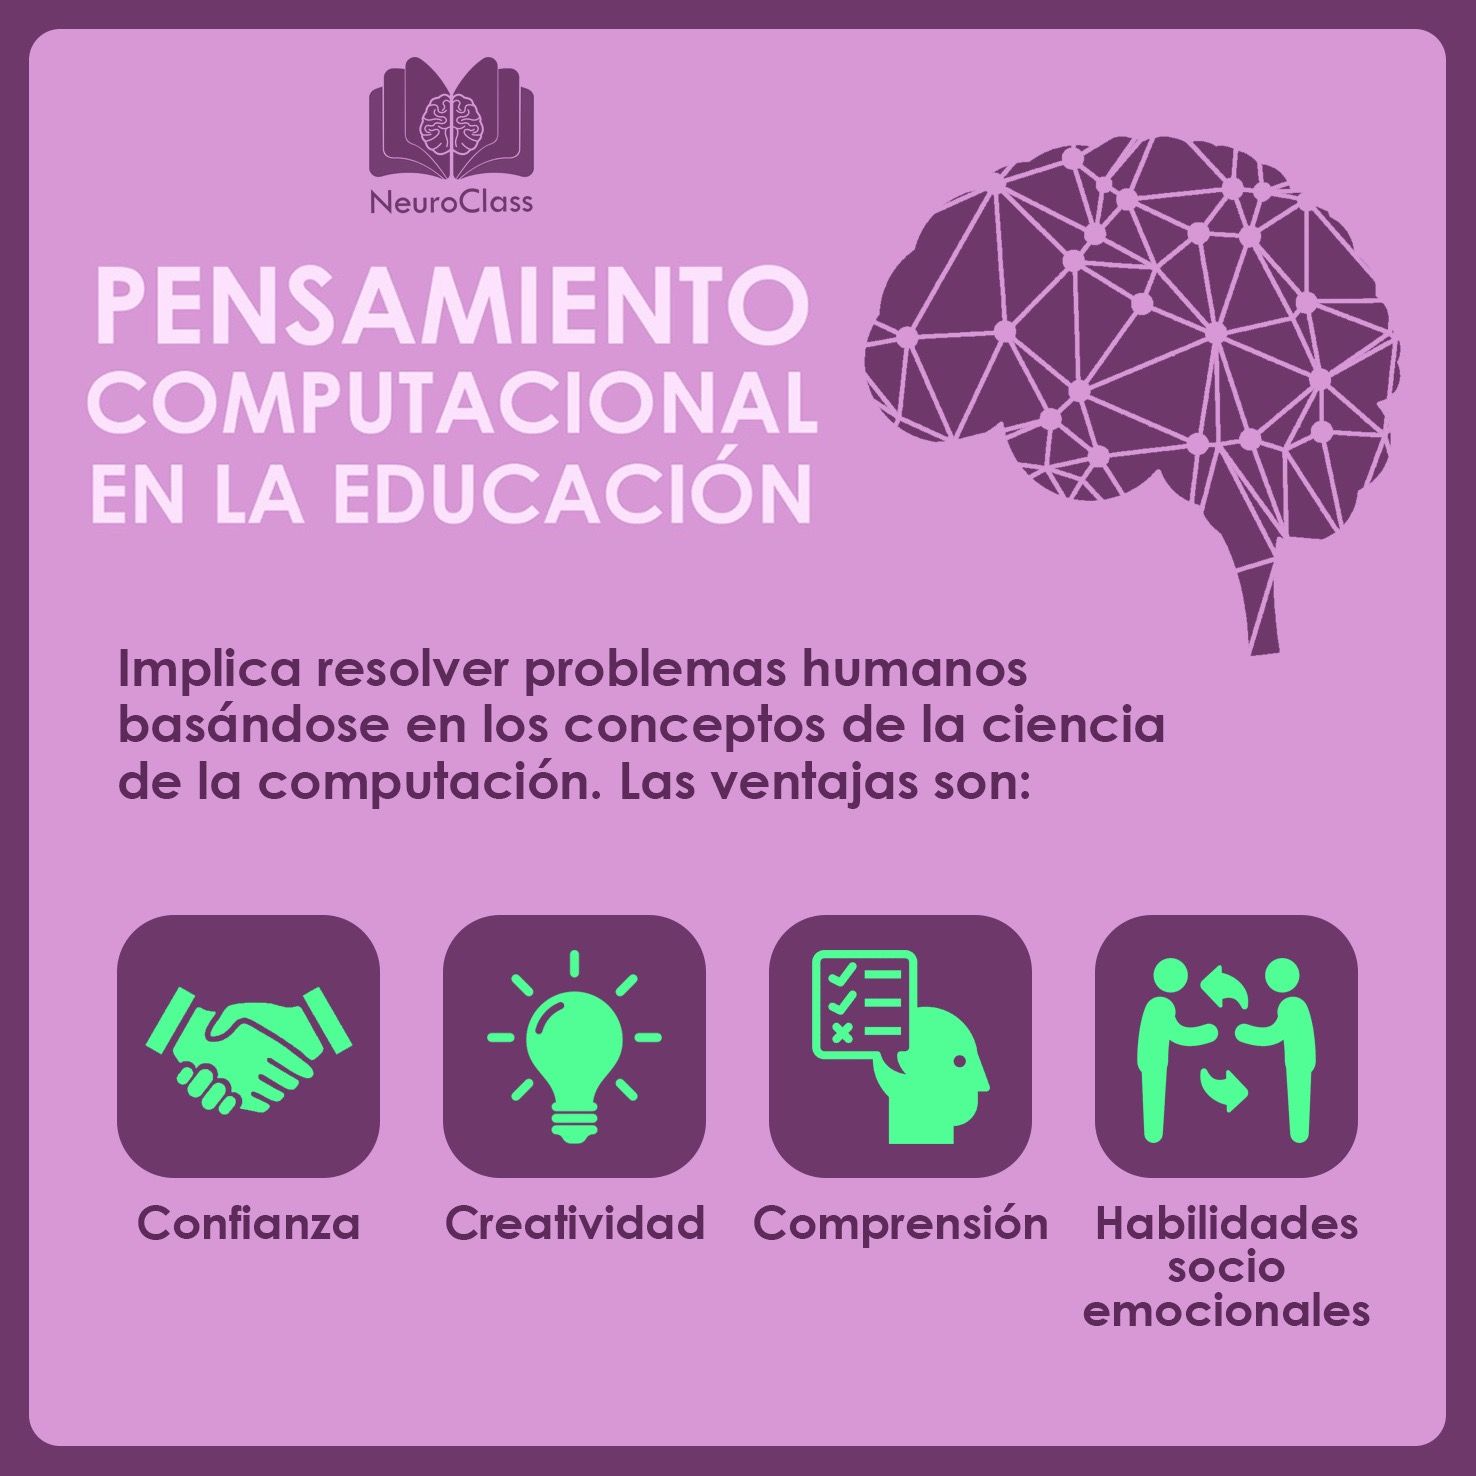 NeuroClass
PENSAMIENTO
COMPUTACIONAL
EN LA EDUCACIÓN
Implica resolver problemas humanos
basándose en los conceptos de la ciencia
de la computación. Las ventajas son:
Confianza
Creatividad
Comprensión
Habilidades
socio
emocionales